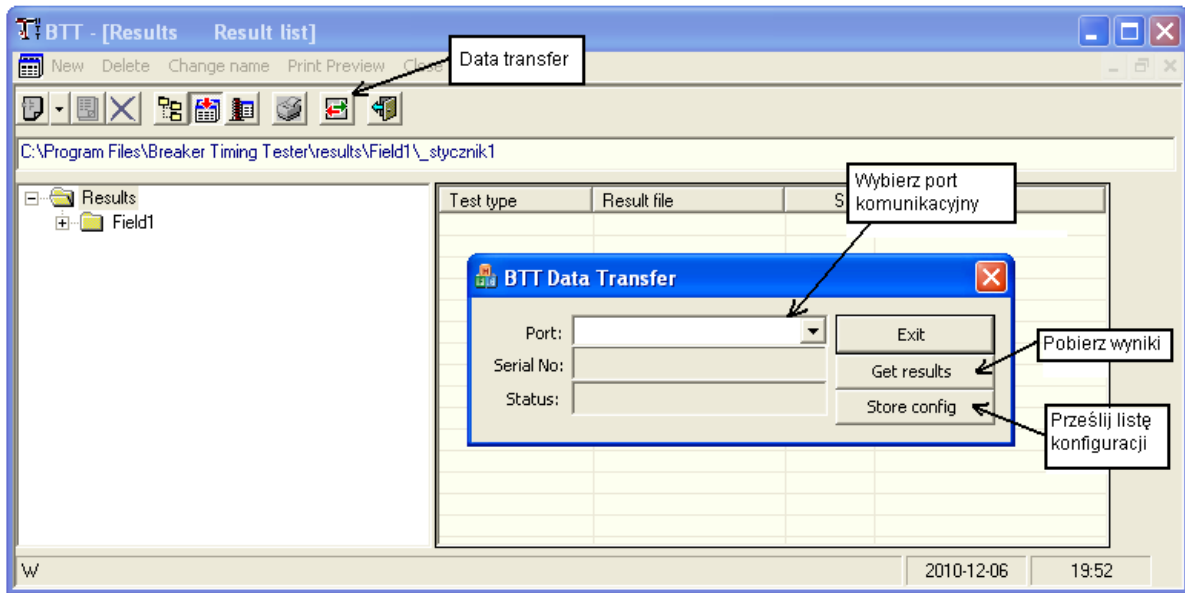 BTT - [Results Result list]
New Delete Change name Print Preview
Data transfer
C:\Program Files\Breaker Timing Tester\results\Field1\_stycznik1
Results
Field1
Test type Result file S
Wybierz port
komunikacyjny
BTT Data Transfer
Port:
Exit
Pobierz wyniki
Serial No:
Get results
Status:
Store config
Prześlij listę
konfiguracji
W 2010-12-06 19:52